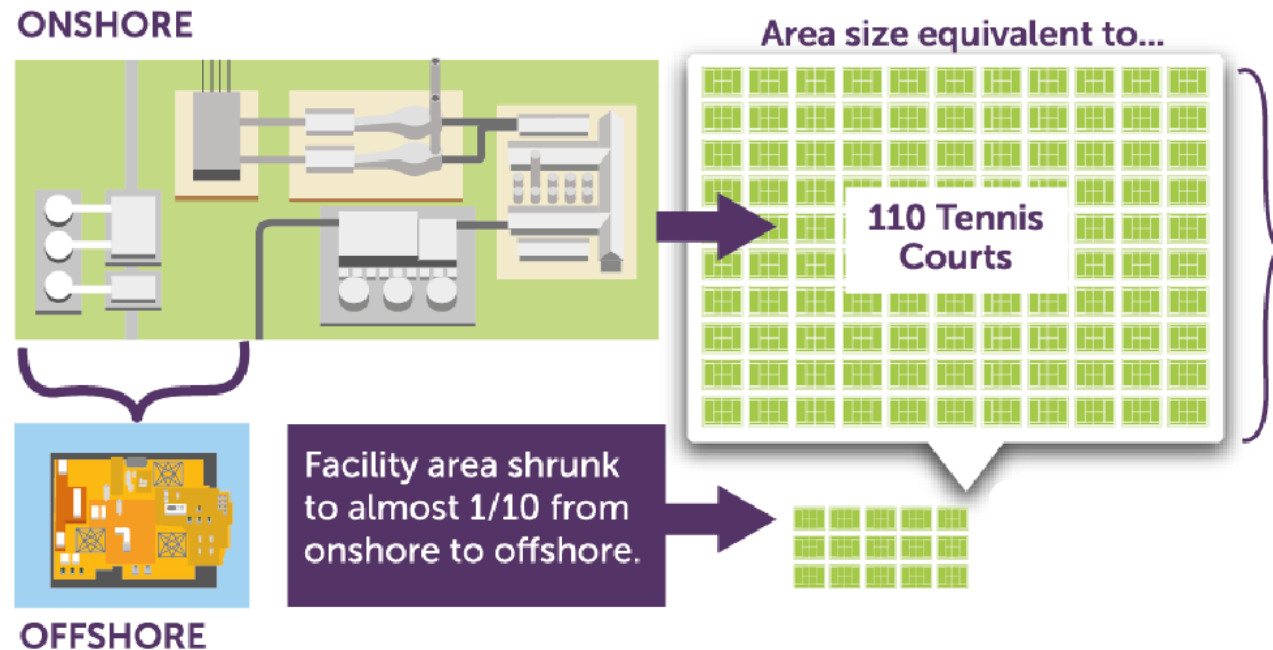 ONSHORE
Area size equivalent to...
110 Tennis
Courts
Facility area shrunk
to almost 1/10 from
onshore to offshore.
OFFSHORE